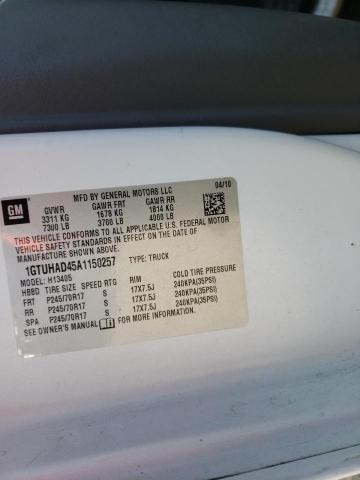 GM
MFD BY GENERAL MOTORS LLC
04/10
GVWR GAWR FRT GAWR RR
3311 KG 1678 KG 1814 KG
7300 LB 3700 LB 4000 LB
THIS VEHICLE CONFORMS TO ALL APPLICABLE U.S. FEDERAL MOTOR
VEHICLE SAFETY STANDARDS IN EFFECT ON THE DATE OF
MANUFACTURE SHOWN ABOVE.
1GTUHAD45A1150257 TYPE: TRUCK
MODEL: H13405
HBBD TIRE SIZE SPEED RTG RIM COLD TIRE PRESSURE
FRT P245/70R17 S 17X7.5J 240KPA(35PSI)
RR P245/70R17 S 17X7.5J 240KPA(35PSI)
SPA P245/70R17 S 17X7.5J 240KPA(35PSI)
SEE OWNER'S MANUAL FOR MORE INFORMATION.